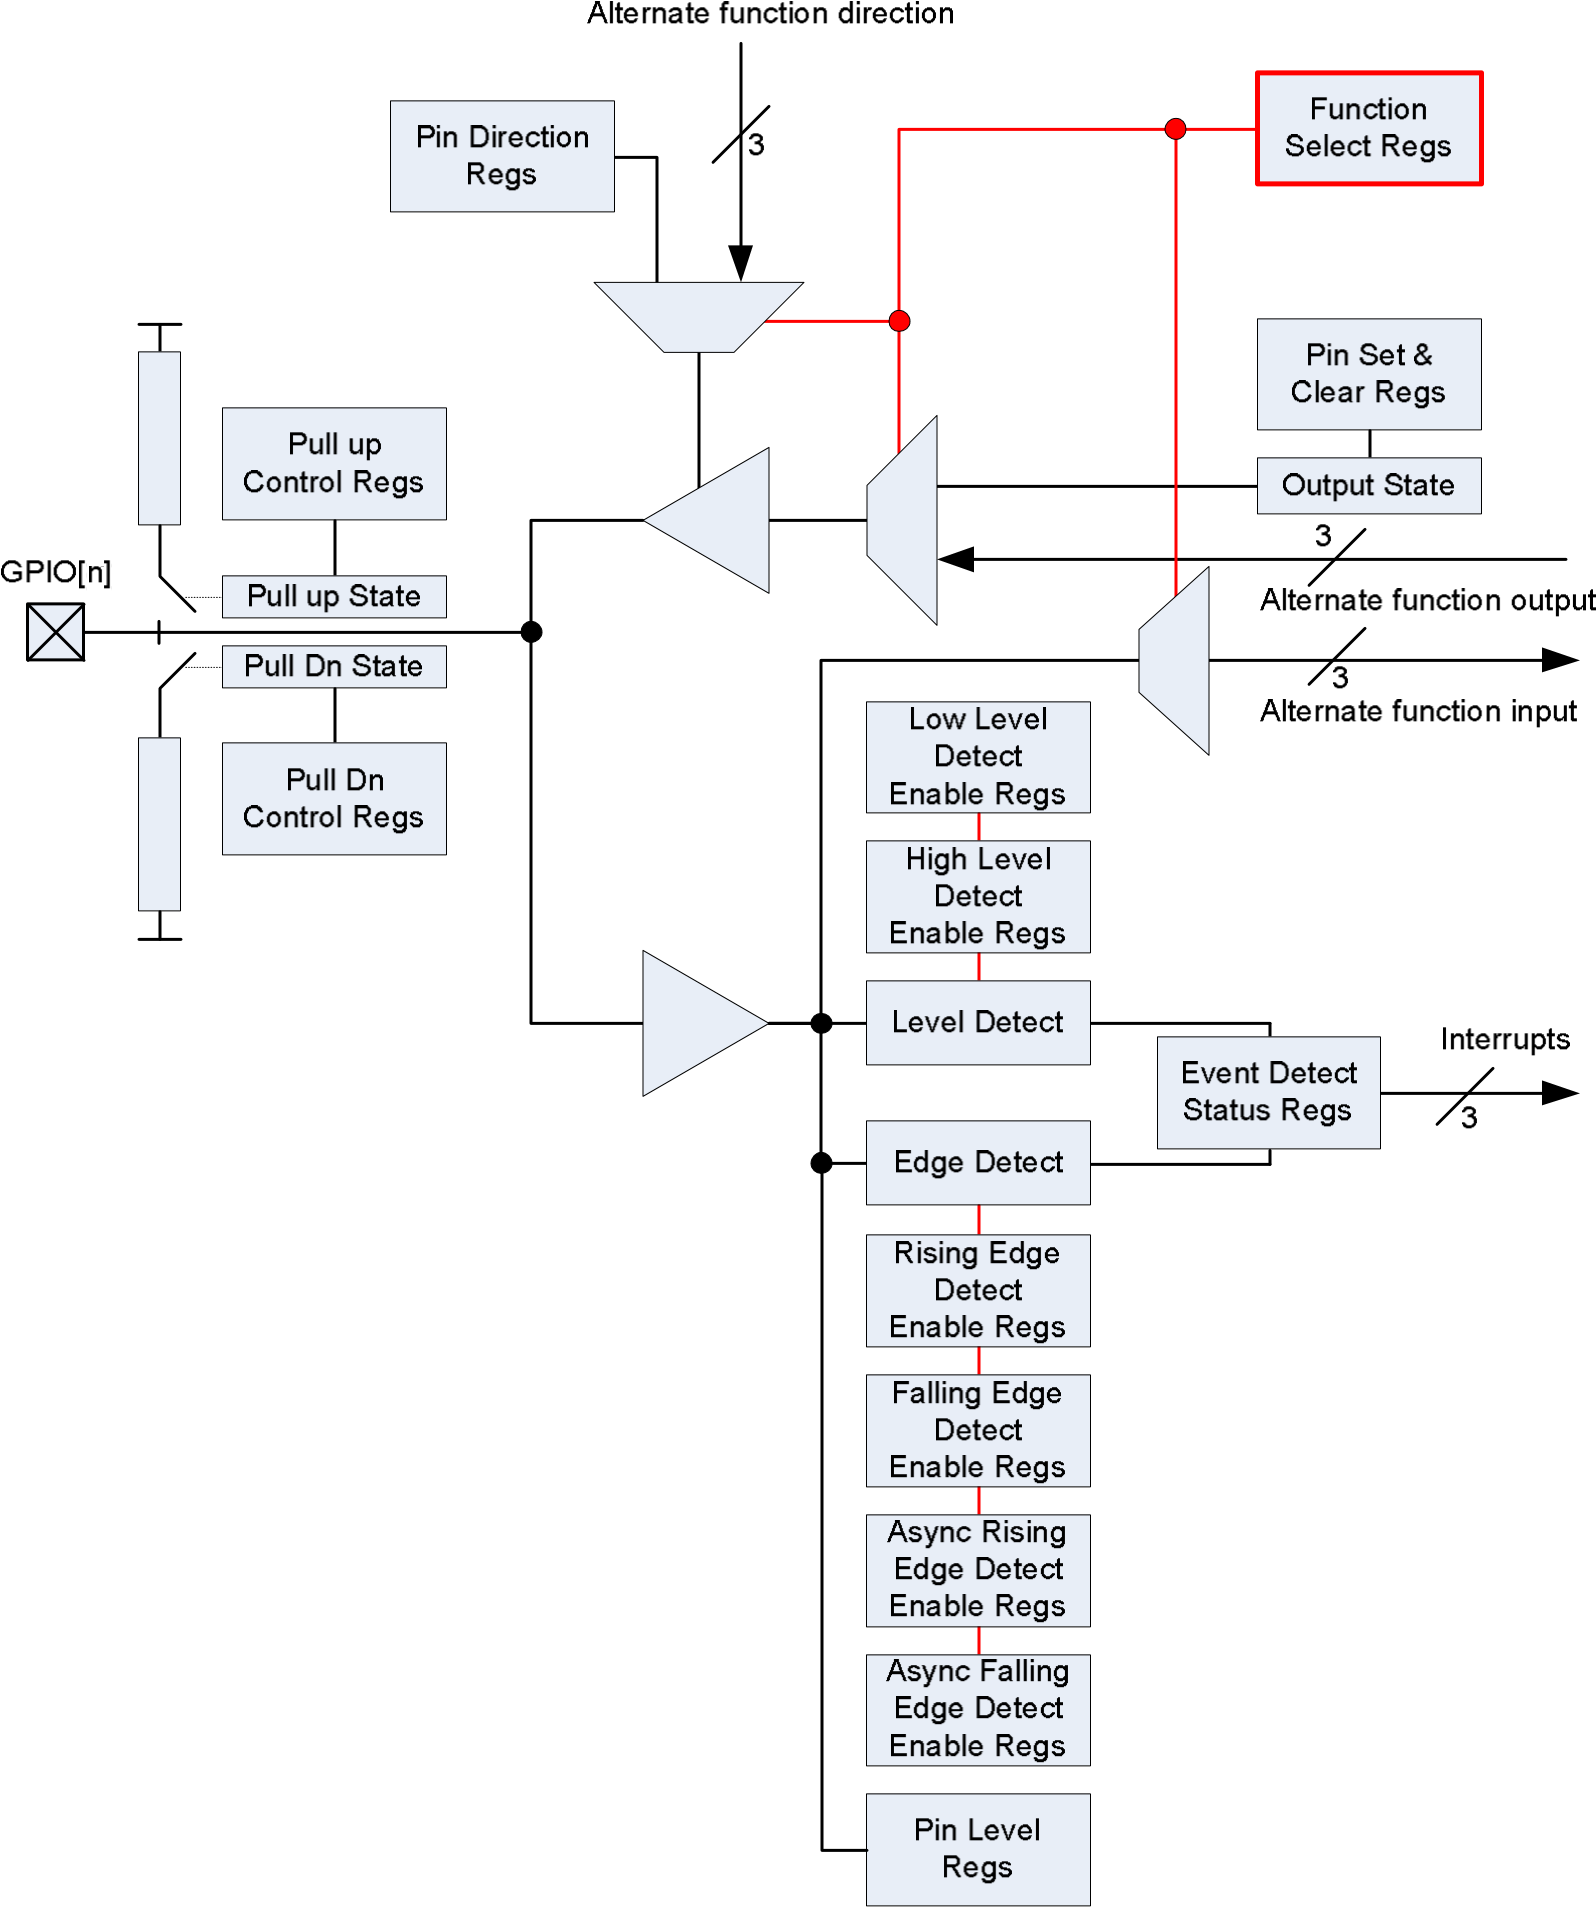 Alternate function direction
3
Pin Direction
Regs
Function
Select Regs
Pin Set &
Clear Regs
Output State
3
Alternate function output
3
Alternate function input
Pull up
Control Regs
GPIO[n]
Pull up State
Pull Dn State
Pull Dn
Control Regs
Low Level
Detect
Enable Regs
High Level
Detect
Enable Regs
Level Detect
Event Detect
Status Regs
Interrupts
3
Edge Detect
Rising Edge
Detect
Enable Regs
Falling Edge
Detect
Enable Regs
Async Rising
Edge Detect
Enable Regs
Async Falling
Edge Detect
Enable Regs
Pin Level
Regs